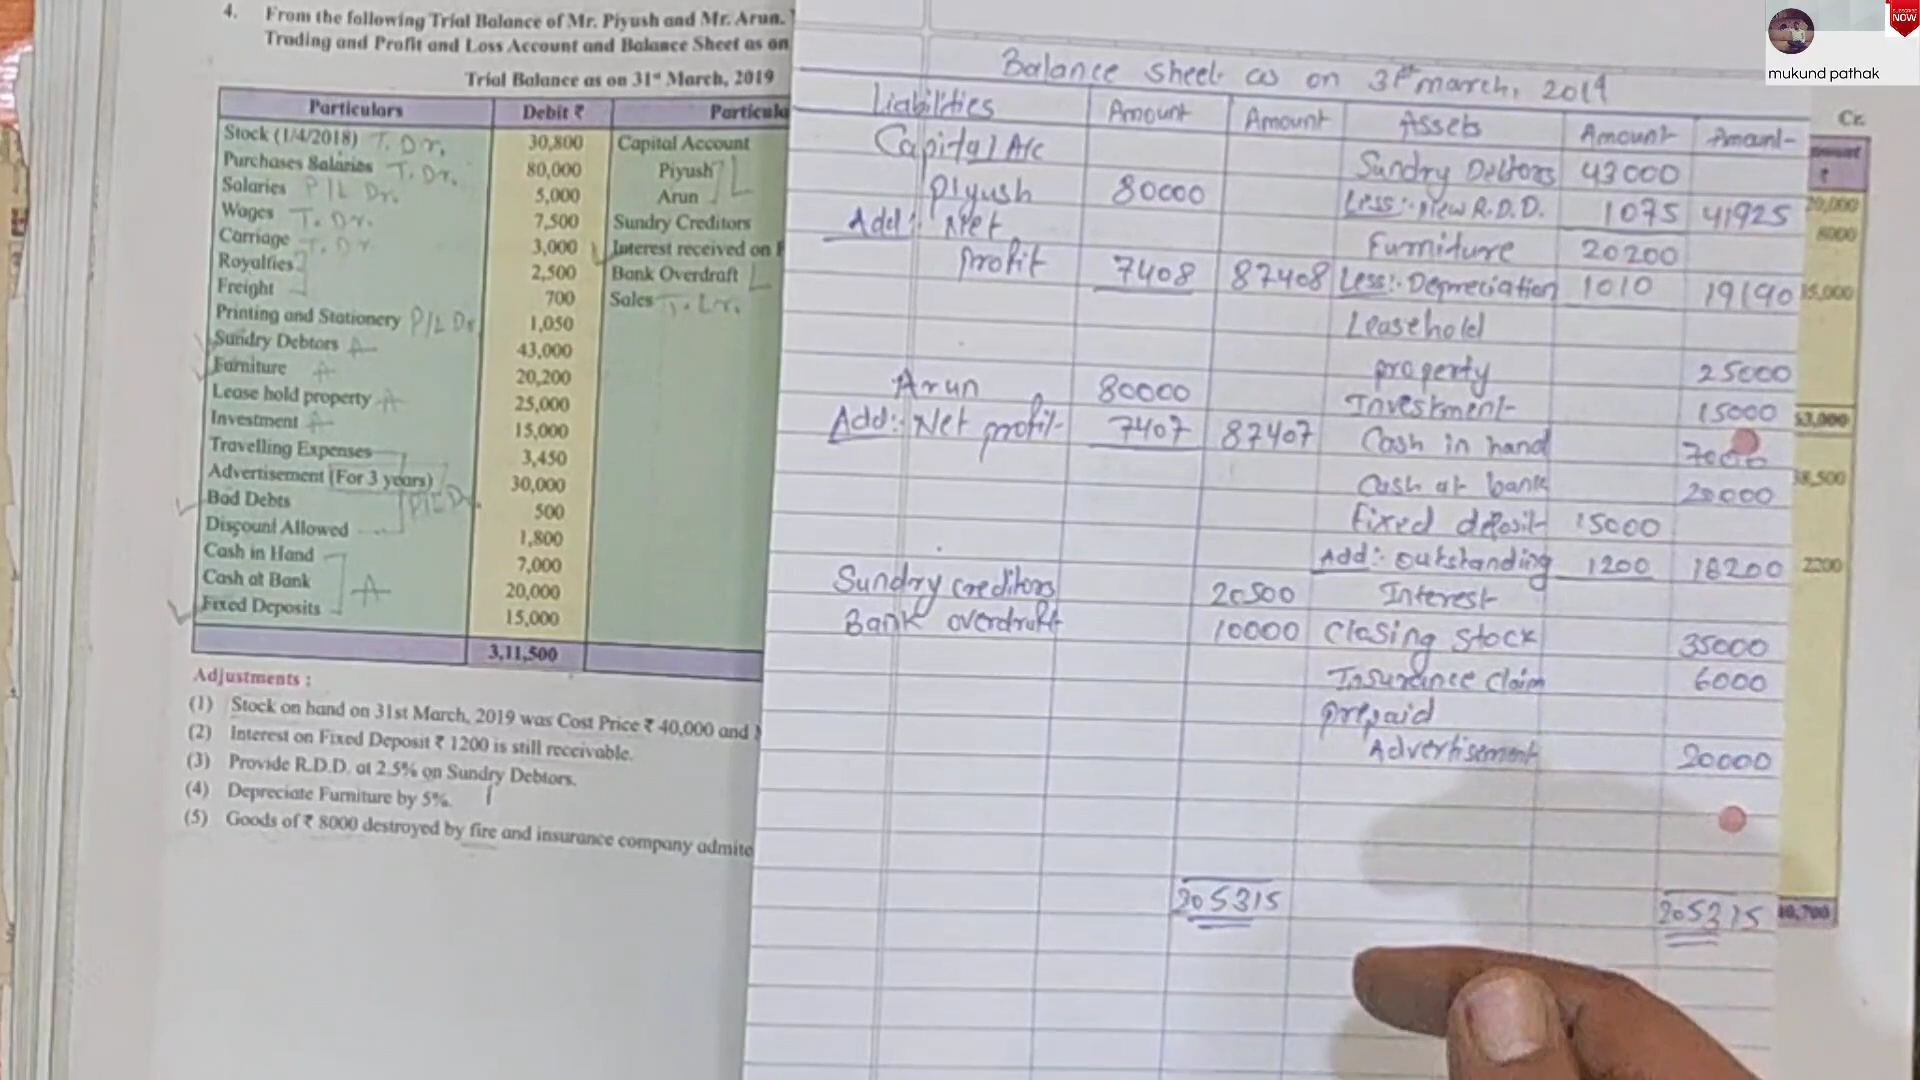 4. From the following Trial Balance of Mr. Piyush and Mr. Arun.
Trading and Profit and Loss Account and Balance Sheet as on
Trial Balance as on 31st March, 2019
Particulars Debit ₹
Stock (1/4/2018) T. Dr. 30,800 Capital Account
Purchases Salaries T. Dr. 80,000 Piyush L
Salaries P/L Dr. 5,000 Arun
Wages T. Dr. 7,500 Sundry Creditors
Carriage T. Dr. 3,000 Interest received on
Royalties 2,500 Bank Overdraft L
Freight 700 Sales
Printing and Stationery P/L Dr 1,050
Sundry Debtors A 43,000
Furniture A 20,200
Lease hold property A 25,000
Investment A 15,000
Travelling Expenses 3,450
Advertisement (For 3 years) 30,000
Bad Debts P/L Dr. 500
Discount Allowed 1,800
Cash in Hand 7,000
Cash at Bank A 20,000
Fixed Deposits 15,000
3,11,500
Adjustments :
(1) Stock on hand on 31st March, 2019 was Cost Price ₹ 40,000 and
(2) Interest on Fixed Deposit ₹ 1200 is still receivable.
(3) Provide R.D.D. at 2.5% on Sundry Debtors.
(4) Depreciate Furniture by 5%.
(5) Goods of ₹ 8000 destroyed by fire and insurance company admite
Balance sheet as on 31st march, 2019
Liabilities Amount Amount Assets Amount Amount
Capital A/c Sundry Debtors 43000
Piyush 80000 Less:- New R.D.D. 1075 41925
Add:- Net Furniture 20200
profit 7408 87408 Less:- Depreciation 1010 19190
Leasehold
property 25000
Arun 80000 Investment 15000
Add:- Net profit 7407 87407 Cash in hand 7000
Cash at bank 20000
Fixed deposit 15000
Add:- outstanding 1200 16200
Sundry creditors 20500 Interest
Bank overdraft 10000 Closing stock 35000
Insurance claim 6000
prepaid
Advertisement 20000
205315 205315
Cr.
₹
8000
15,000
53,000
38,500
2200
mukund pathak
SUBSCRIBE
NOW